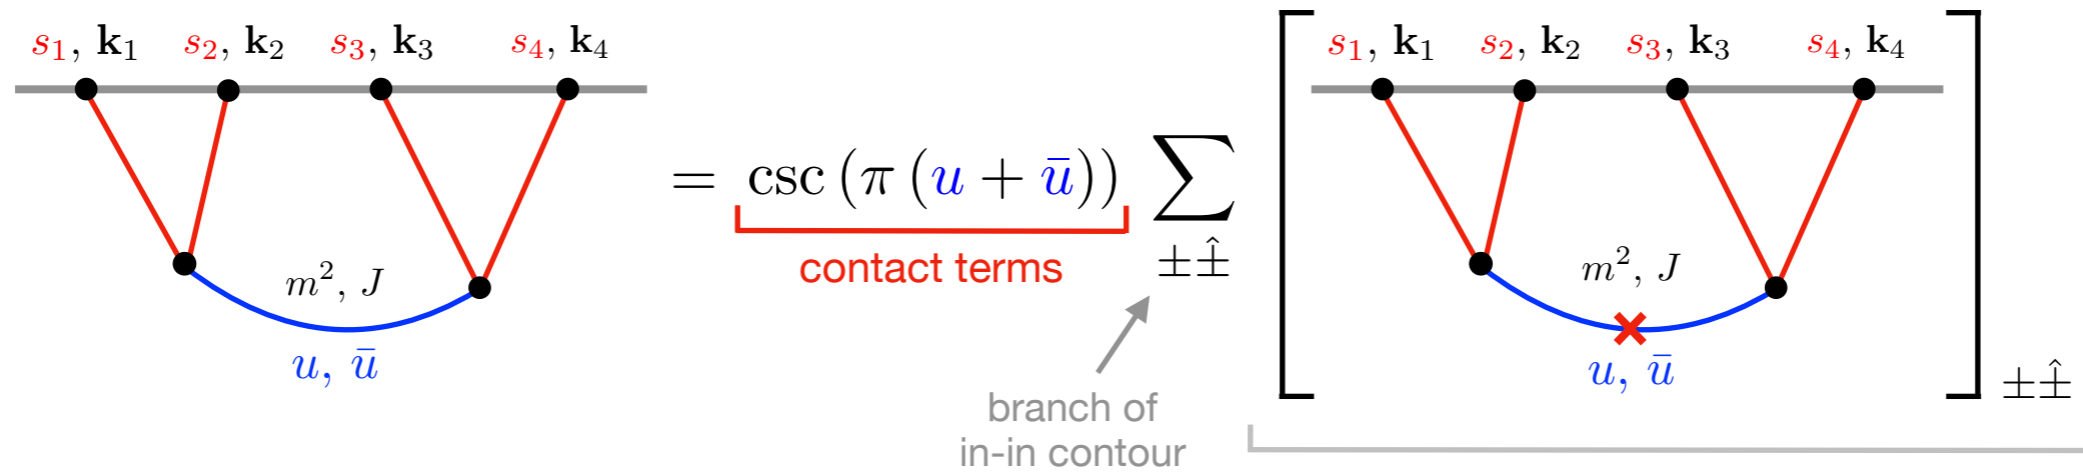 s₁, k₁ s₂, k₂ s₃, k₃ s₄, k₄
m², J
u, ū
= csc (π (u + ū)) ∑
±±̂
contact terms
branch of
in-in contour
s₁, k₁ s₂, k₂ s₃, k₃ s₄, k₄
m², J
u, ū
±±̂